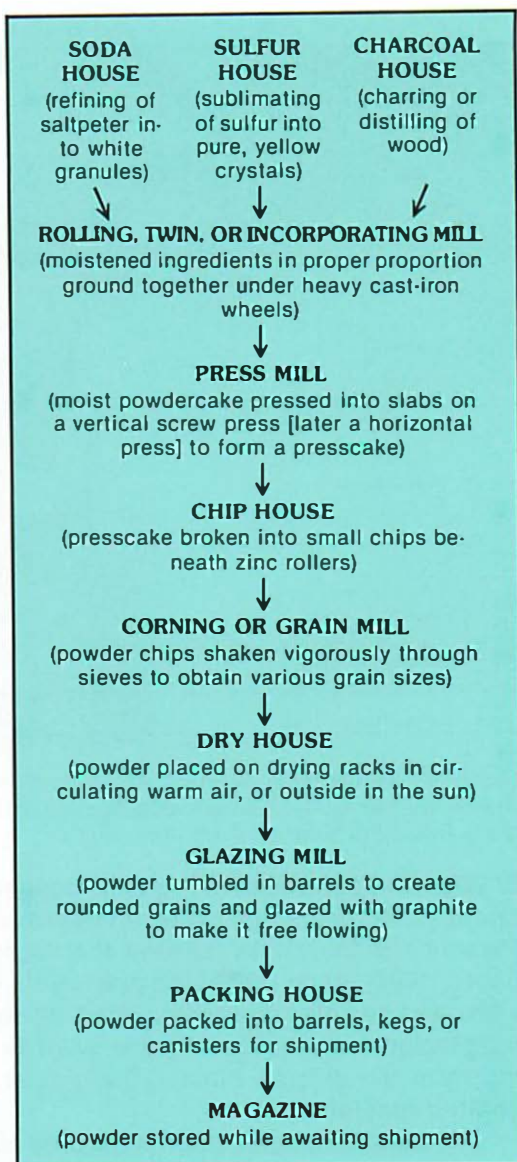 SODA HOUSE
(refining of saltpeter in-
to white granules)
SULFUR HOUSE
(sublimating of sulfur into
pure, yellow crystals)
CHARCOAL HOUSE
(charring or distilling of
wood)
ROLLING, TWIN, OR INCORPORATING MILL
(moistened ingredients in proper proportion
ground together under heavy cast-iron
wheels)
PRESS MILL
(moist powdercake pressed into slabs on
a vertical screw press [later a horizontal
press] to form a presscake)
CHIP HOUSE
(presscake broken into small chips be-
neath zinc rollers)
CORNING OR GRAIN MILL
(powder chips shaken vigorously through
sieves to obtain various grain sizes)
DRY HOUSE
(powder placed on drying racks in cir-
culating warm air, or outside in the sun)
GLAZING MILL
(powder tumbled in barrels to create
rounded grains and glazed with graphite
to make it free flowing)
PACKING HOUSE
(powder packed into barrels, kegs, or
canisters for shipment)
MAGAZINE
(powder stored while awaiting shipment)